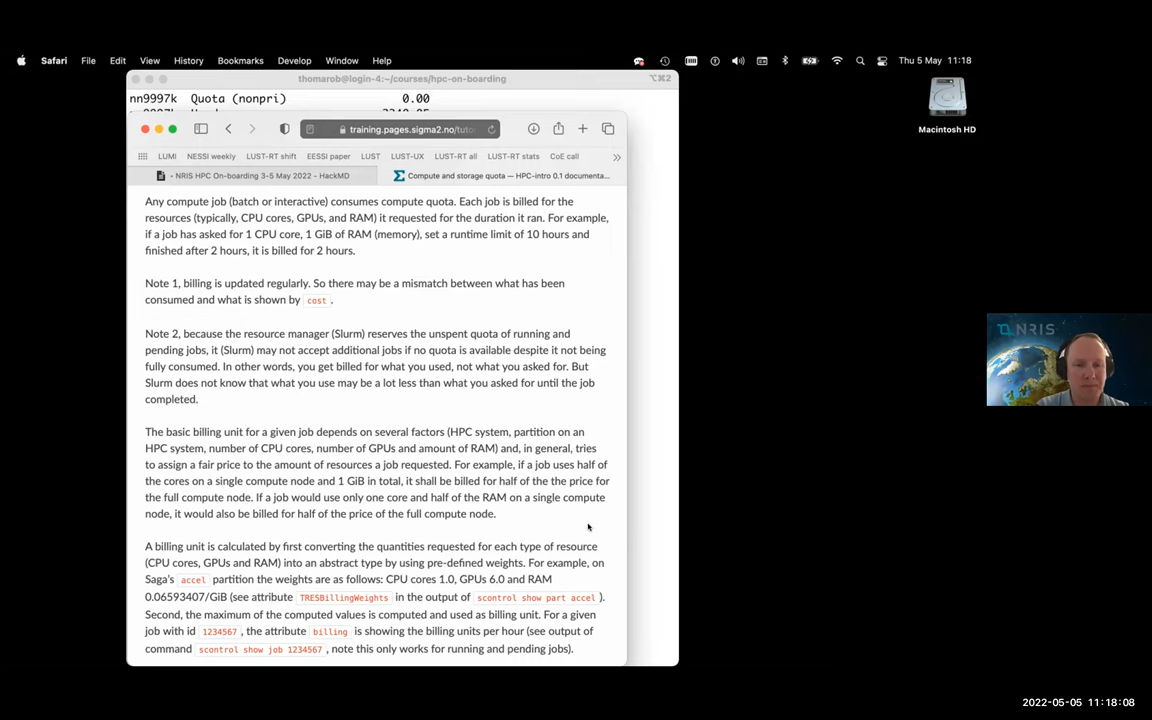 Safari File Edit View History Bookmarks Develop Window Help Thu 5 May 11:18
thomarob@login-4:~/courses/hpc-on-boarding ⌥⌘2
nn9997k Quota (nonpri) 0.00
training.pages.sigma2.no/tuto
LUMI NESSI weekly LUST-RT shift EESSI paper LUST LUST-UX LUST-RT all LUST-RT stats CoE call
- NRIS HPC On-boarding 3-5 May 2022 - HackMD Compute and storage quota — HPC-intro 0.1 documenta...
Any compute job (batch or interactive) consumes compute quota. Each job is billed for the
resources (typically, CPU cores, GPUs, and RAM) it requested for the duration it ran. For example,
if a job has asked for 1 CPU core, 1 GiB of RAM (memory), set a runtime limit of 10 hours and
finished after 2 hours, it is billed for 2 hours.
Note 1, billing is updated regularly. So there may be a mismatch between what has been
consumed and what is shown by cost.
Note 2, because the resource manager (Slurm) reserves the unspent quota of running and
pending jobs, it (Slurm) may not accept additional jobs if no quota is available despite it not being
fully consumed. In other words, you get billed for what you used, not what you asked for. But
Slurm does not know that what you use may be a lot less than what you asked for until the job
completed.
The basic billing unit for a given job depends on several factors (HPC system, partition on an
HPC system, number of CPU cores, number of GPUs and amount of RAM) and, in general, tries
to assign a fair price to the amount of resources a job requested. For example, if a job uses half of
the cores on a single compute node and 1 GiB in total, it shall be billed for half of the the price for
the full compute node. If a job would use only one core and half of the RAM on a single compute
node, it would also be billed for half of the price of the full compute node.
A billing unit is calculated by first converting the quantities requested for each type of resource
(CPU cores, GPUs and RAM) into an abstract type by using pre-defined weights. For example, on
Saga's accel partition the weights are as follows: CPU cores 1.0, GPUs 6.0 and RAM
0.06593407/GiB (see attribute TRESBillingWeights in the output of scontrol show part accel ).
Second, the maximum of the computed values is computed and used as billing unit. For a given
job with id 1234567, the attribute billing is showing the billing units per hour (see output of
command scontrol show job 1234567, note this only works for running and pending jobs).
Macintosh HD
NRIS
2022-05-05 11:18:08